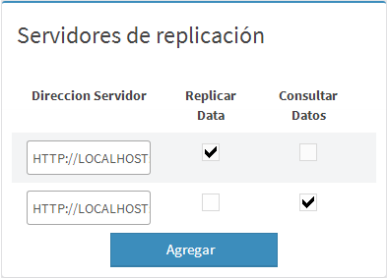 Servidores de replicación
Direccion Servidor Replicar Data Consultar Datos
HTTP://LOCALHOST
HTTP://LOCALHOST
Agregar